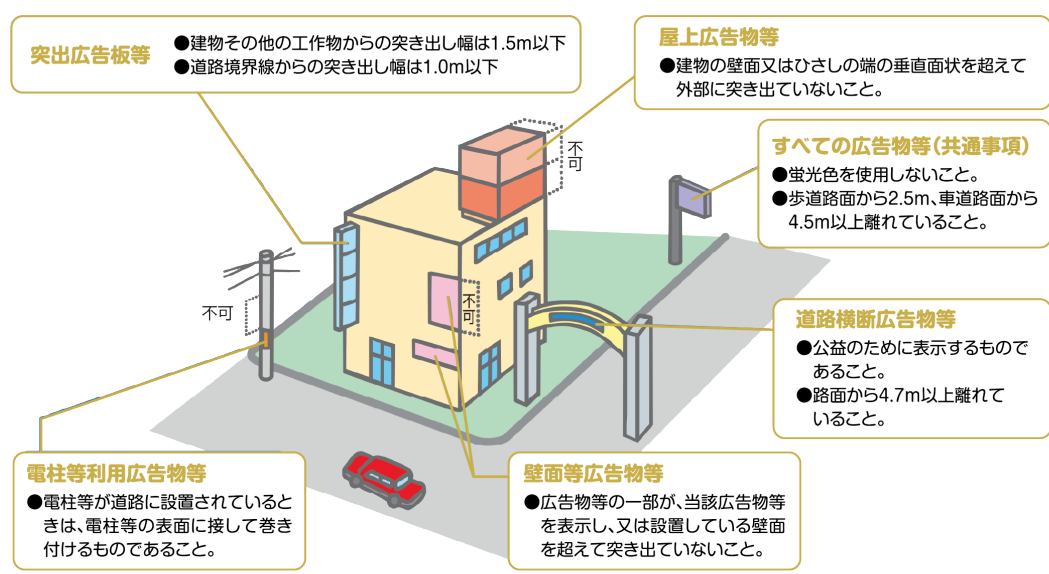 突出広告板等
●建物その他の工作物からの突き出し幅は1.5m以下
●道路境界線からの突き出し幅は1.0m以下
屋上広告物等
●建物の壁面又はひさしの端の垂直面状を超えて
外部に突き出ていないこと。
不可
すべての広告物等(共通事項)
●蛍光色を使用しないこと。
●歩道路面から2.5m、車道路面から
4.5m以上離れていること。
不可
不可
道路横断広告物等
●公益のために表示するもので
あること。
●路面から4.7m以上離れて
いること。
電柱等利用広告物等
●電柱等が道路に設置されていると
きは、電柱等の表面に接して巻き
付けるものであること。
壁面等広告物等
●広告物等の一部が、当該広告物等
を表示し、又は設置している壁面
を超えて突き出ていないこと。